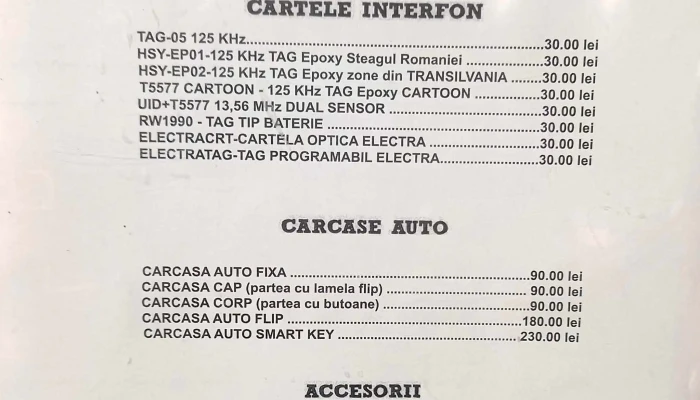 CARTELE INTERFON
TAG-05 125 KHz..........................................................................30.00 lei
HSY-EP01-125 KHz TAG Epoxy Steagul Romaniei ....................30.00 lei
HSY-EP02-125 KHz TAG Epoxy zone din TRANSILVANIA ........30.00 lei
T5577 CARTOON - 125 KHz TAG Epoxy CARTOON .................30.00 lei
UID+T5577 13,56 MHz DUAL SENSOR .......................................30.00 lei
RW1990 - TAG TIP BATERIE .....................................................30.00 lei
ELECTRACRT-CARTELA OPTICA ELECTRA ............................30.00 lei
ELECTRATAG-TAG PROGRAMABIL ELECTRA.........................30.00 lei
CARCASE AUTO
CARCASA AUTO FIXA ............................................................90.00 lei
CARCASA CAP (partea cu lamela flip) ..................................90.00 lei
CARCASA CORP (partea cu butoane) ....................................90.00 lei
CARCASA AUTO FLIP ...........................................................180.00 lei
CARCASA AUTO SMART KEY ............................................. 230.00 lei
ACCESORII